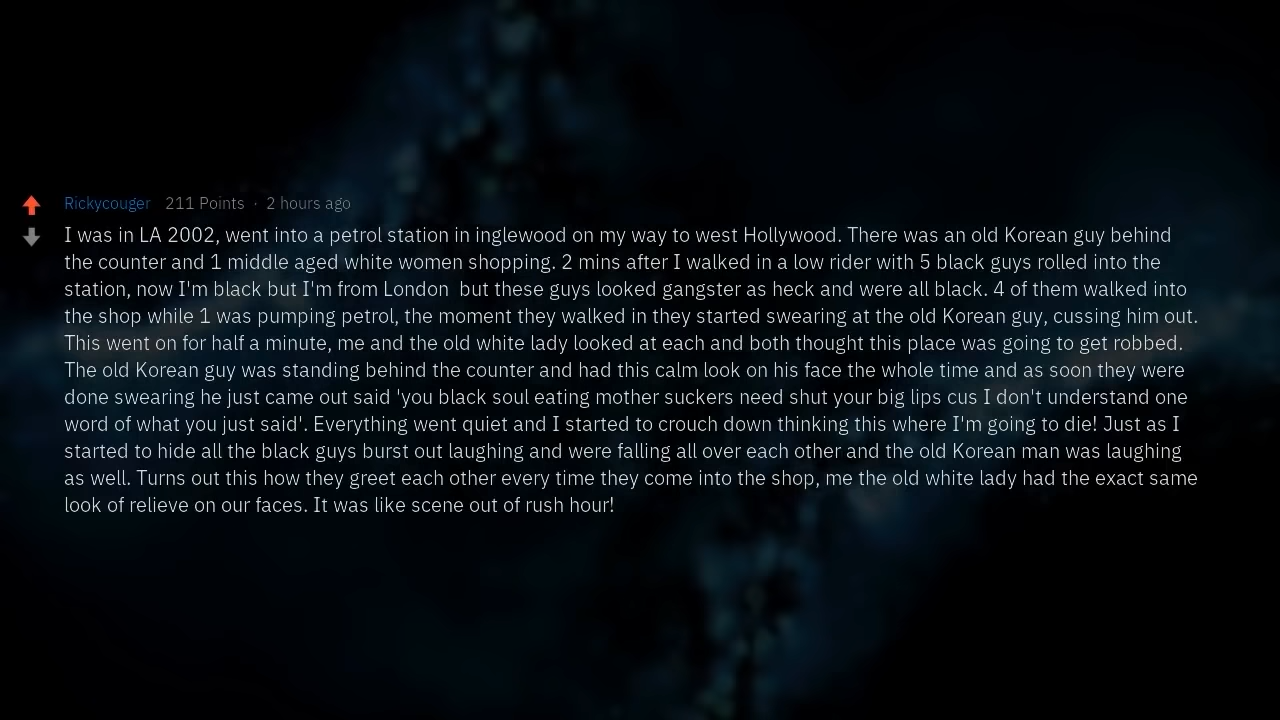 Rickycouger 211 Points · 2 hours ago
I was in LA 2002, went into a petrol station in inglewood on my way to west Hollywood. There was an old Korean guy behind
the counter and 1 middle aged white women shopping. 2 mins after I walked in a low rider with 5 black guys rolled into the
station, now I'm black but I'm from London  but these guys looked gangster as heck and were all black. 4 of them walked into
the shop while 1 was pumping petrol, the moment they walked in they started swearing at the old Korean guy, cussing him out.
This went on for half a minute, me and the old white lady looked at each and both thought this place was going to get robbed.
The old Korean guy was standing behind the counter and had this calm look on his face the whole time and as soon they were
done swearing he just came out said 'you black soul eating mother suckers need shut your big lips cus I don't understand one
word of what you just said'. Everything went quiet and I started to crouch down thinking this where I'm going to die! Just as I
started to hide all the black guys burst out laughing and were falling all over each other and the old Korean man was laughing
as well. Turns out this how they greet each other every time they come into the shop, me the old white lady had the exact same
look of relieve on our faces. It was like scene out of rush hour!